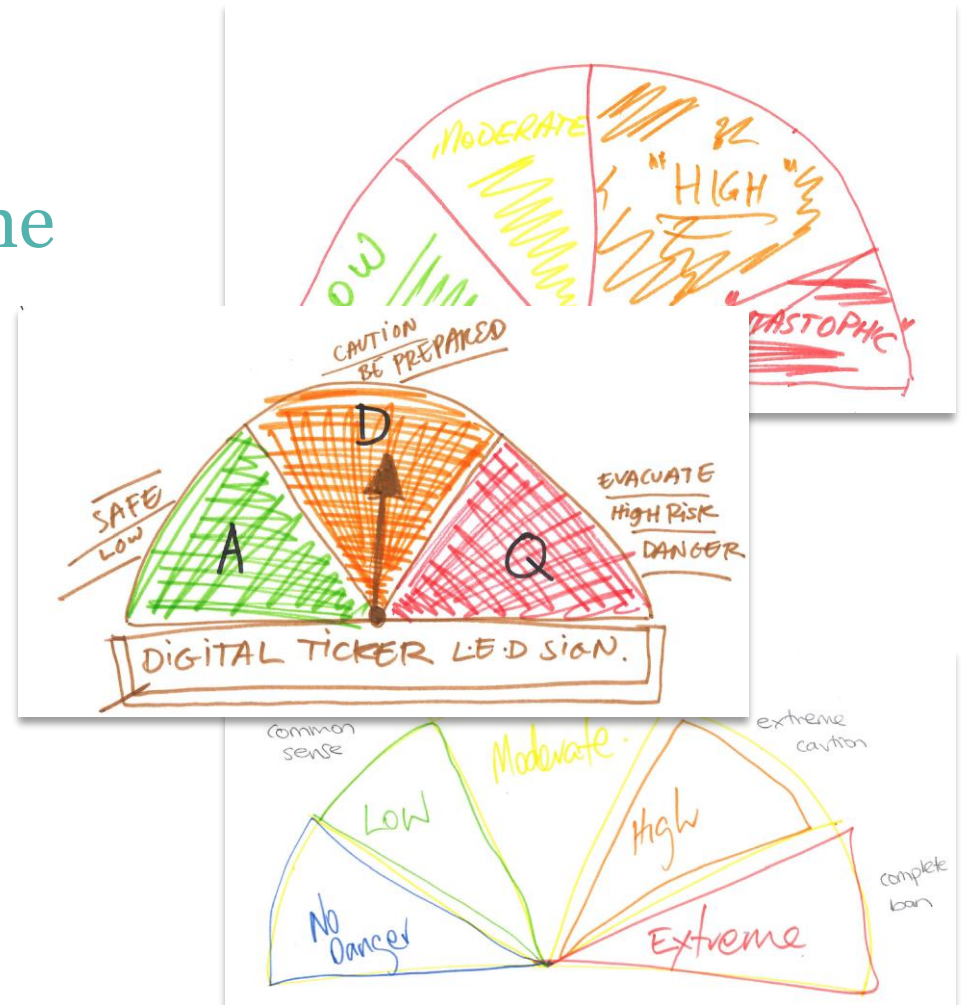 ne
MODERATE
"HIGH"
OW
TASTOPHIC"
CAUTION
BE PREPARED
SAFE
LOW
A
D
Q
EVACUATE
HIGH RISK
DANGER
DIGITAL TICKER L.E.D SIGN.
common
sense
Moderate.
extreme
caution
LOW
High
complete
ban
No
Danger
Extreme